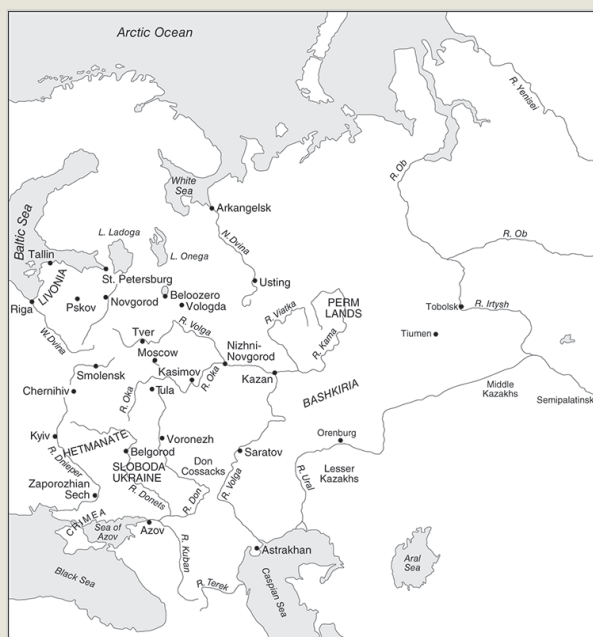 Arctic Ocean
R. Yenisei
R. Ob
White
Sea
Arkangelsk
Baltic Sea
L. Ladoga
N. Dvina
R. Ob
Tallin
L. Onega
LIVONIA
St. Petersburg
Usting
Riga
Pskov
Novgorod
Beloozero
Vologda
PERM
LANDS
Tobolsk
R. Irtysh
R. Viatka
W. Dvina
Tver
R. Volga
Tiumen
Moscow
Nizhni-
Novgorod
R. Kama
Smolensk
Kasimov
R. Oka
Kazan
Chernihiv
R. Oka
Tula
BASHKIRIA
Middle
Kazakhs
Semipalatinsk
Kyiv
HETMANATE
Voronezh
Orenburg
R. Dnieper
Belgorod
Saratov
SLOBODA
UKRAINE
Don
Cossacks
Lesser
Kazakhs
Zaporozhian
Sech
R. Donets
R. Don
R. Volga
R. Ural
CRIMEA
Sea of
Azov
Azov
R. Kuban
Astrakhan
Aral
Sea
Black Sea
R. Terek
Caspian Sea